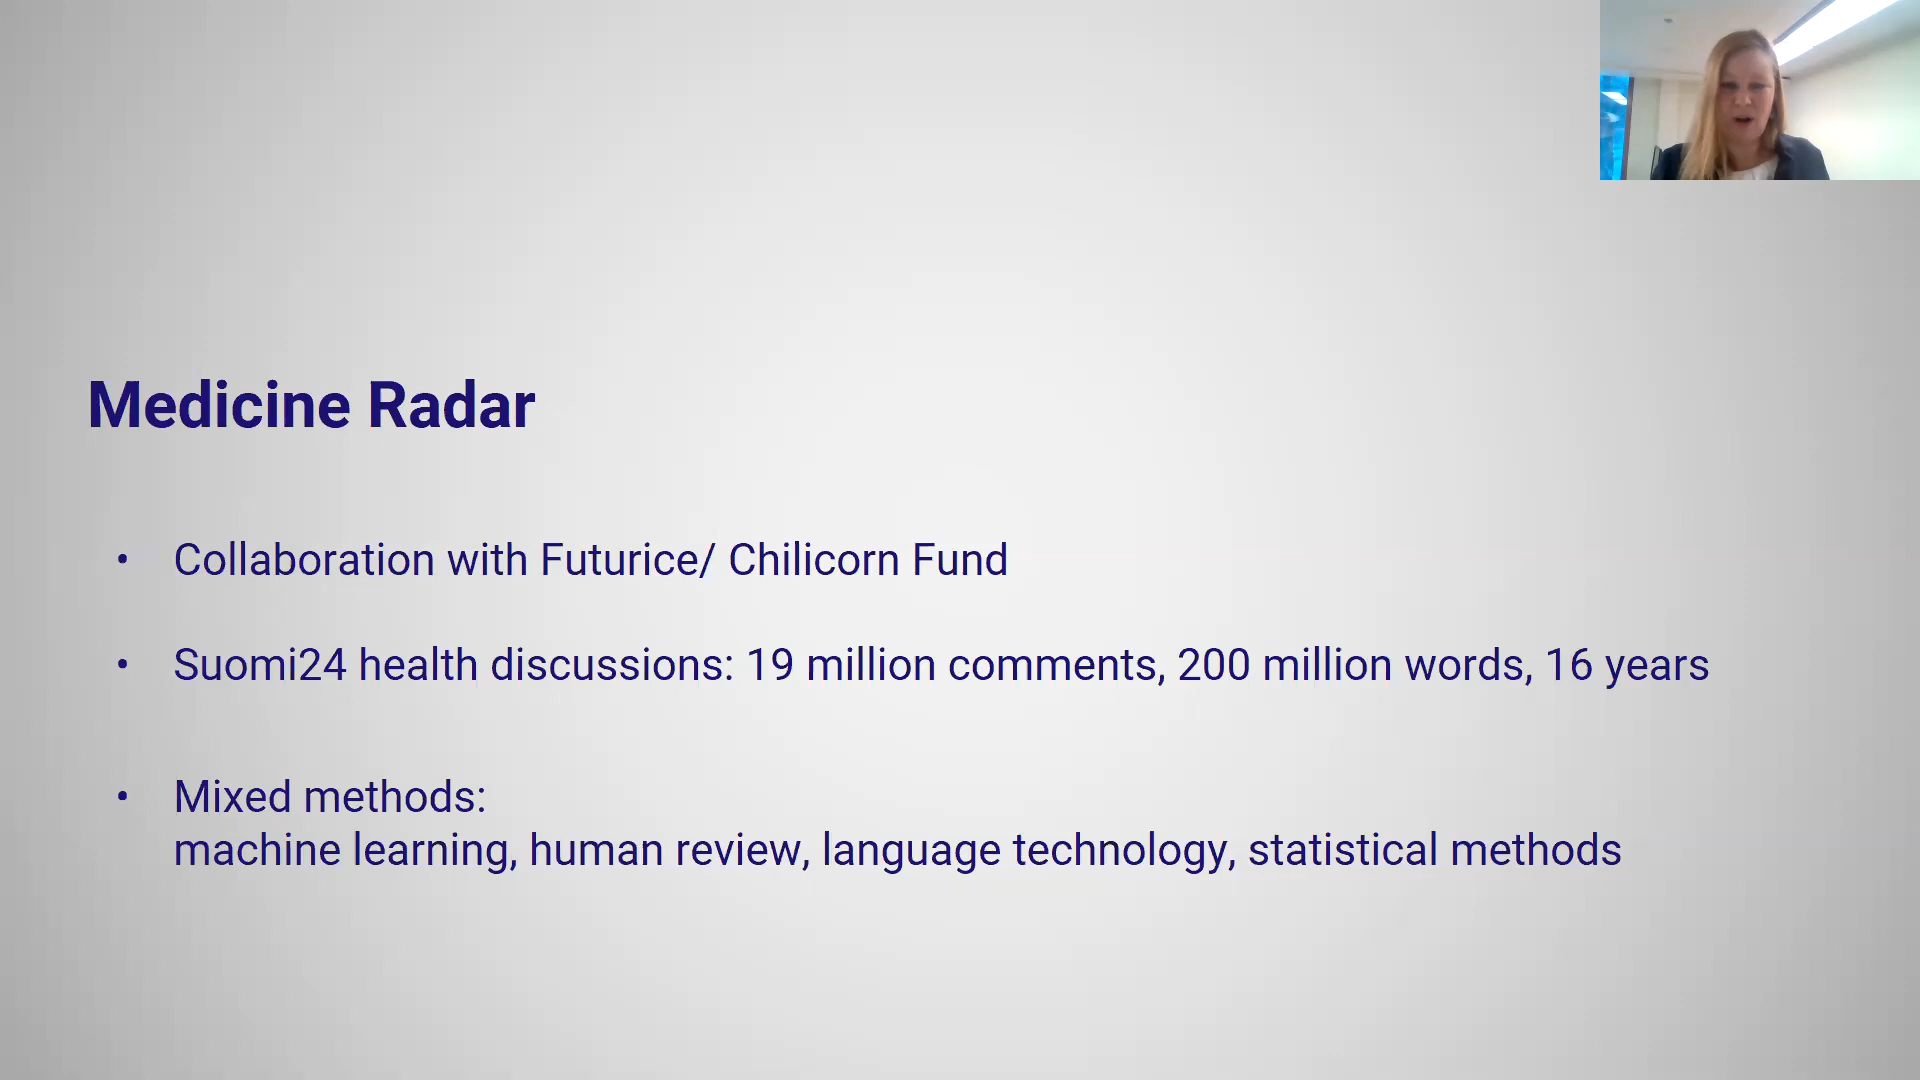 Medicine Radar
• Collaboration with Futurice/ Chilicorn Fund
• Suomi24 health discussions: 19 million comments, 200 million words, 16 years
• Mixed methods:
machine learning, human review, language technology, statistical methods